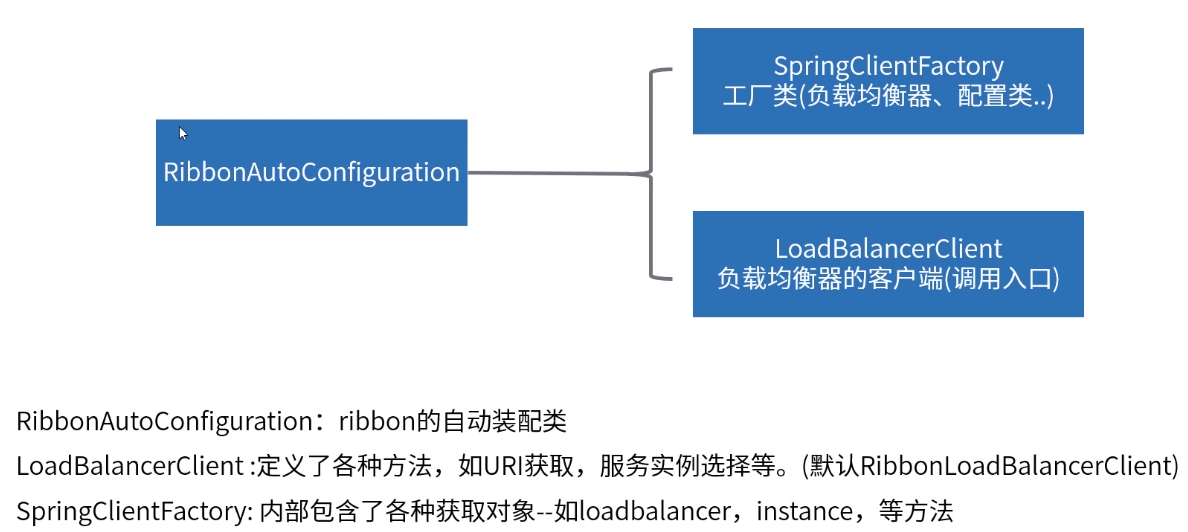 SpringClientFactory
工厂类(负载均衡器、配置类..)
RibbonAutoConfiguration
LoadBalancerClient
负载均衡器的客户端(调用入口)
RibbonAutoConfiguration：ribbon的自动装配类
LoadBalancerClient :定义了各种方法，如URI获取，服务实例选择等。(默认RibbonLoadBalancerClient)
SpringClientFactory: 内部包含了各种获取对象--如loadbalancer，instance，等方法